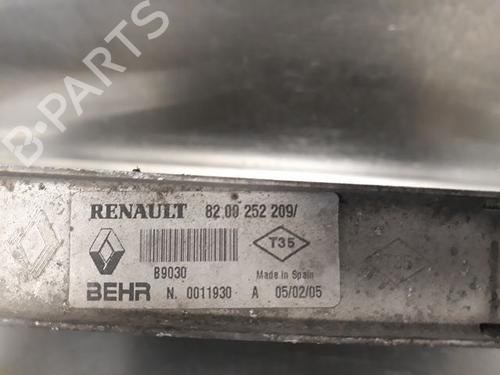 B-PARTS
RENAULT 82 00 252 209/
T35
B9030
Made in Spain
BEHR N. 0011930 A 05/02/05